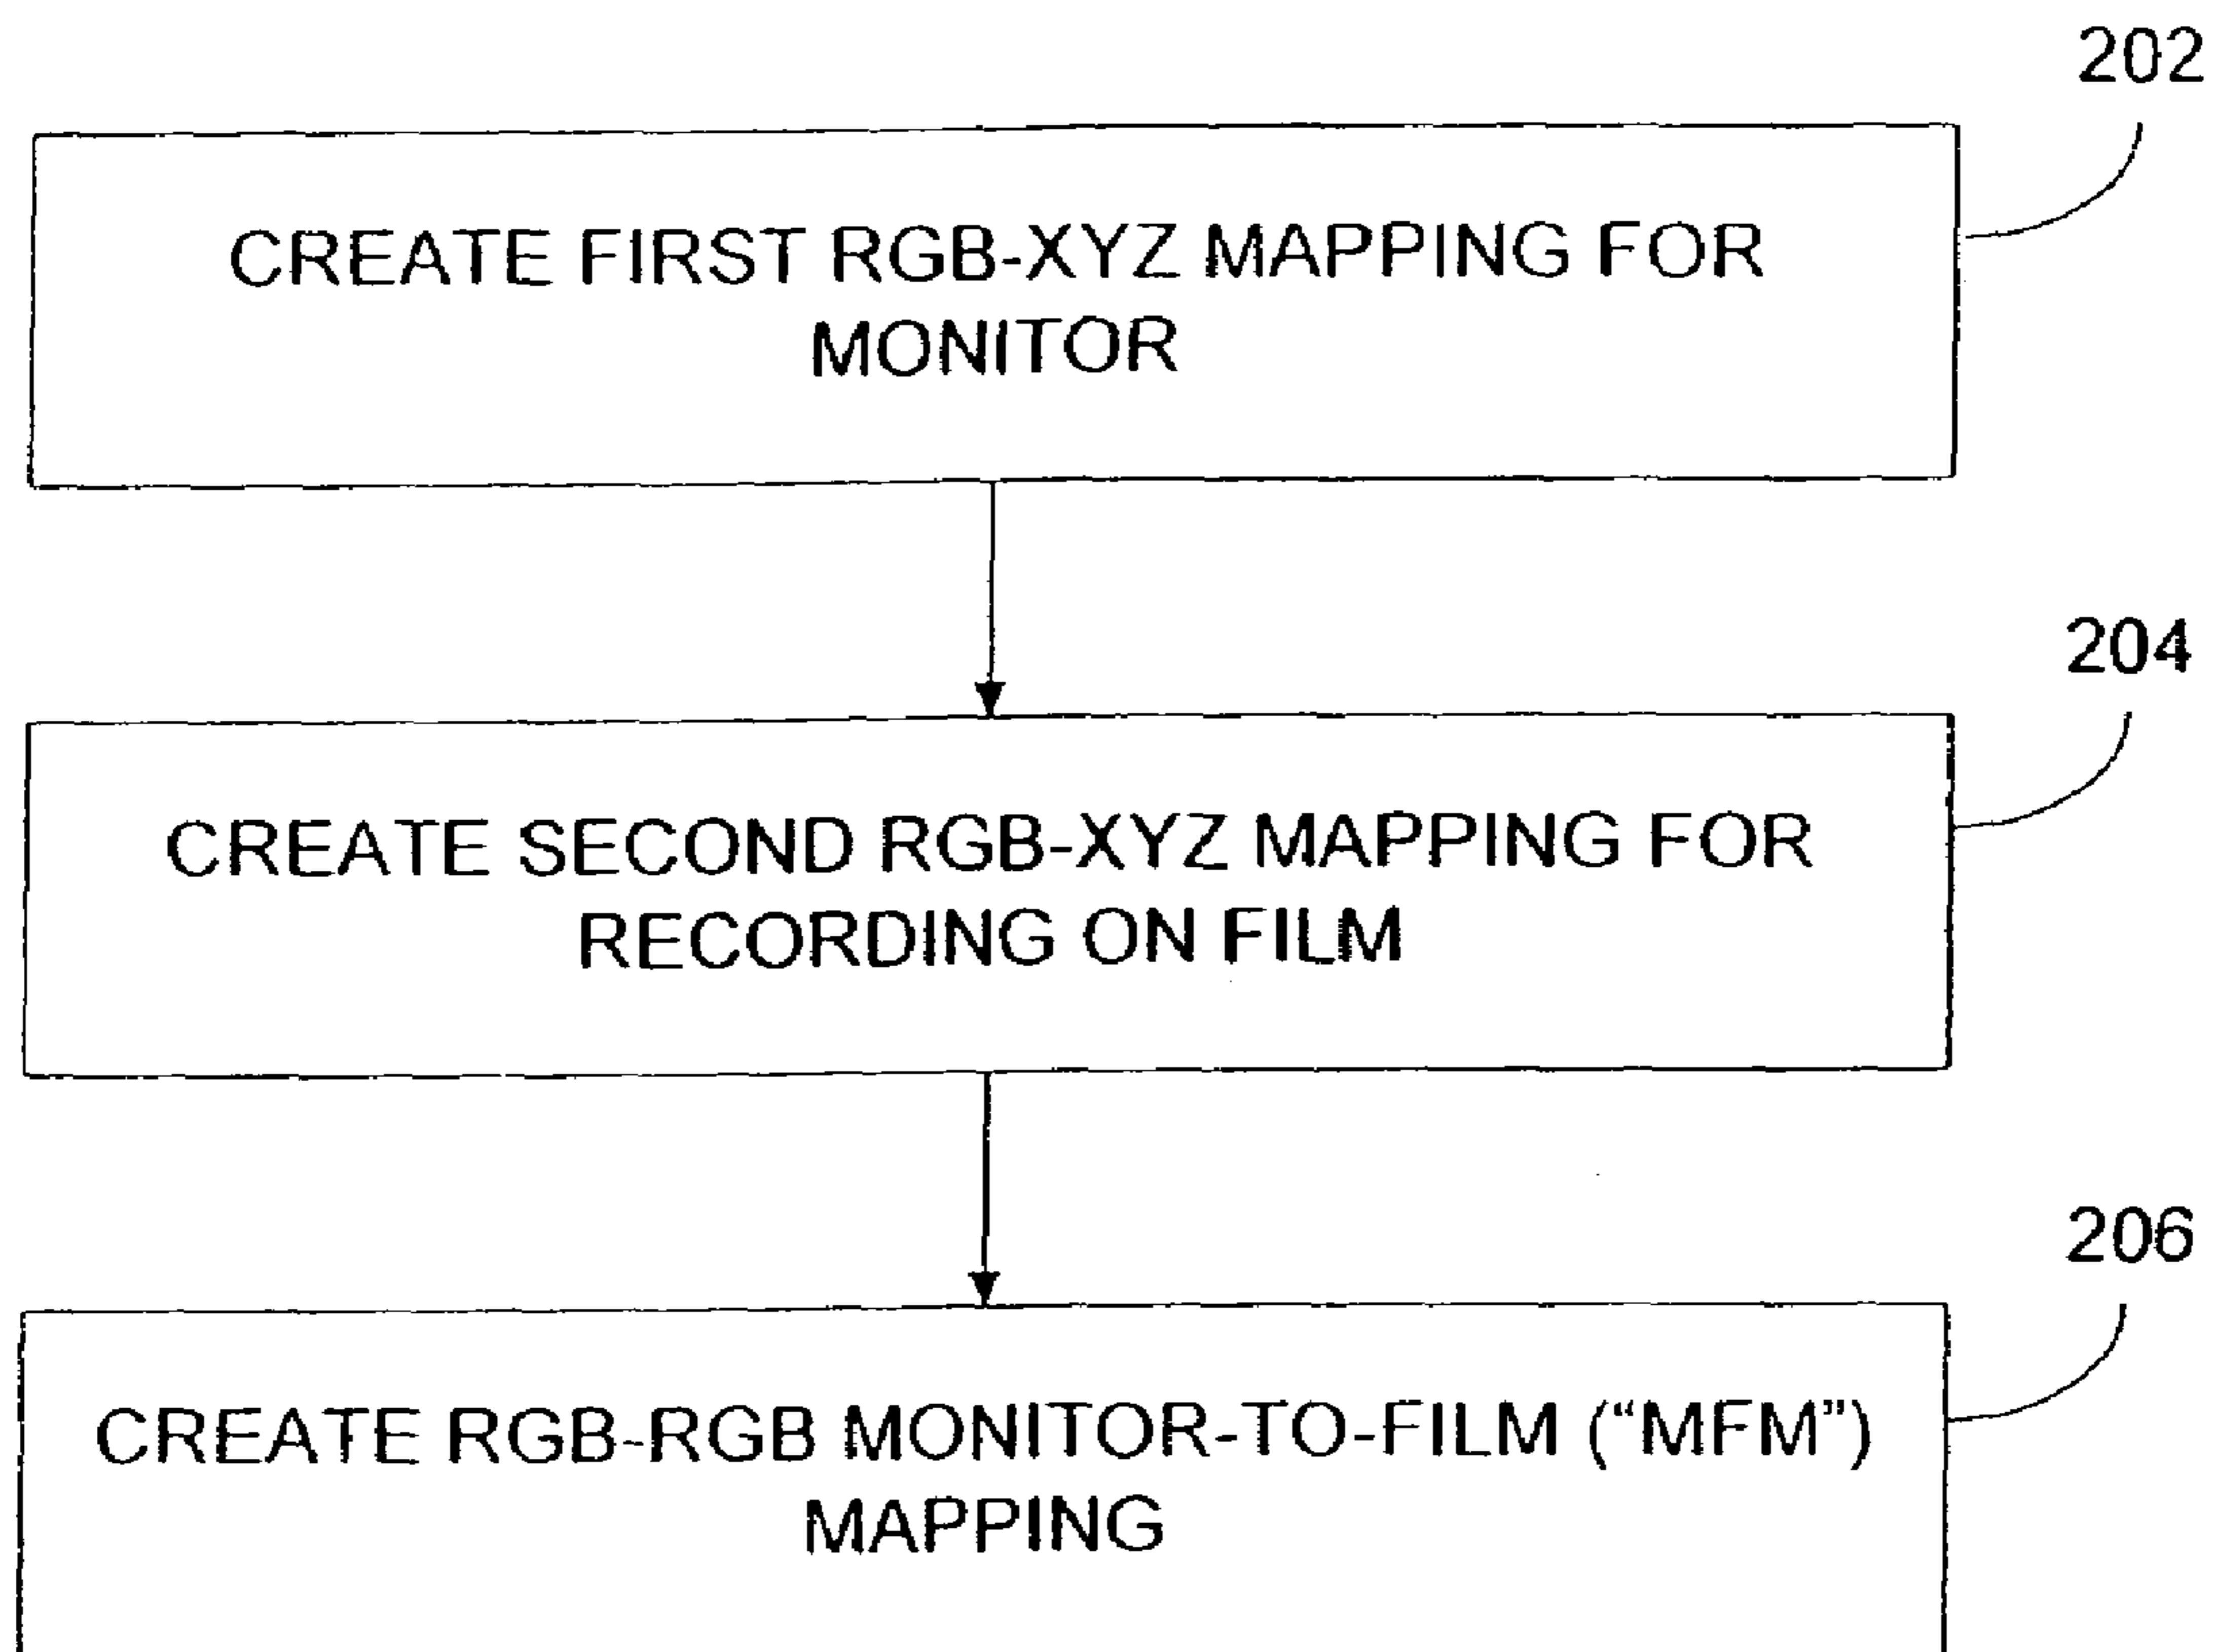 202
CREATE FIRST RGB-XYZ MAPPING FOR
MONITOR
204
CREATE SECOND RGB-XYZ MAPPING FOR
RECORDING ON FILM
206
CREATE RGB-RGB MONITOR-TO-FILM (“MFM”)
MAPPING